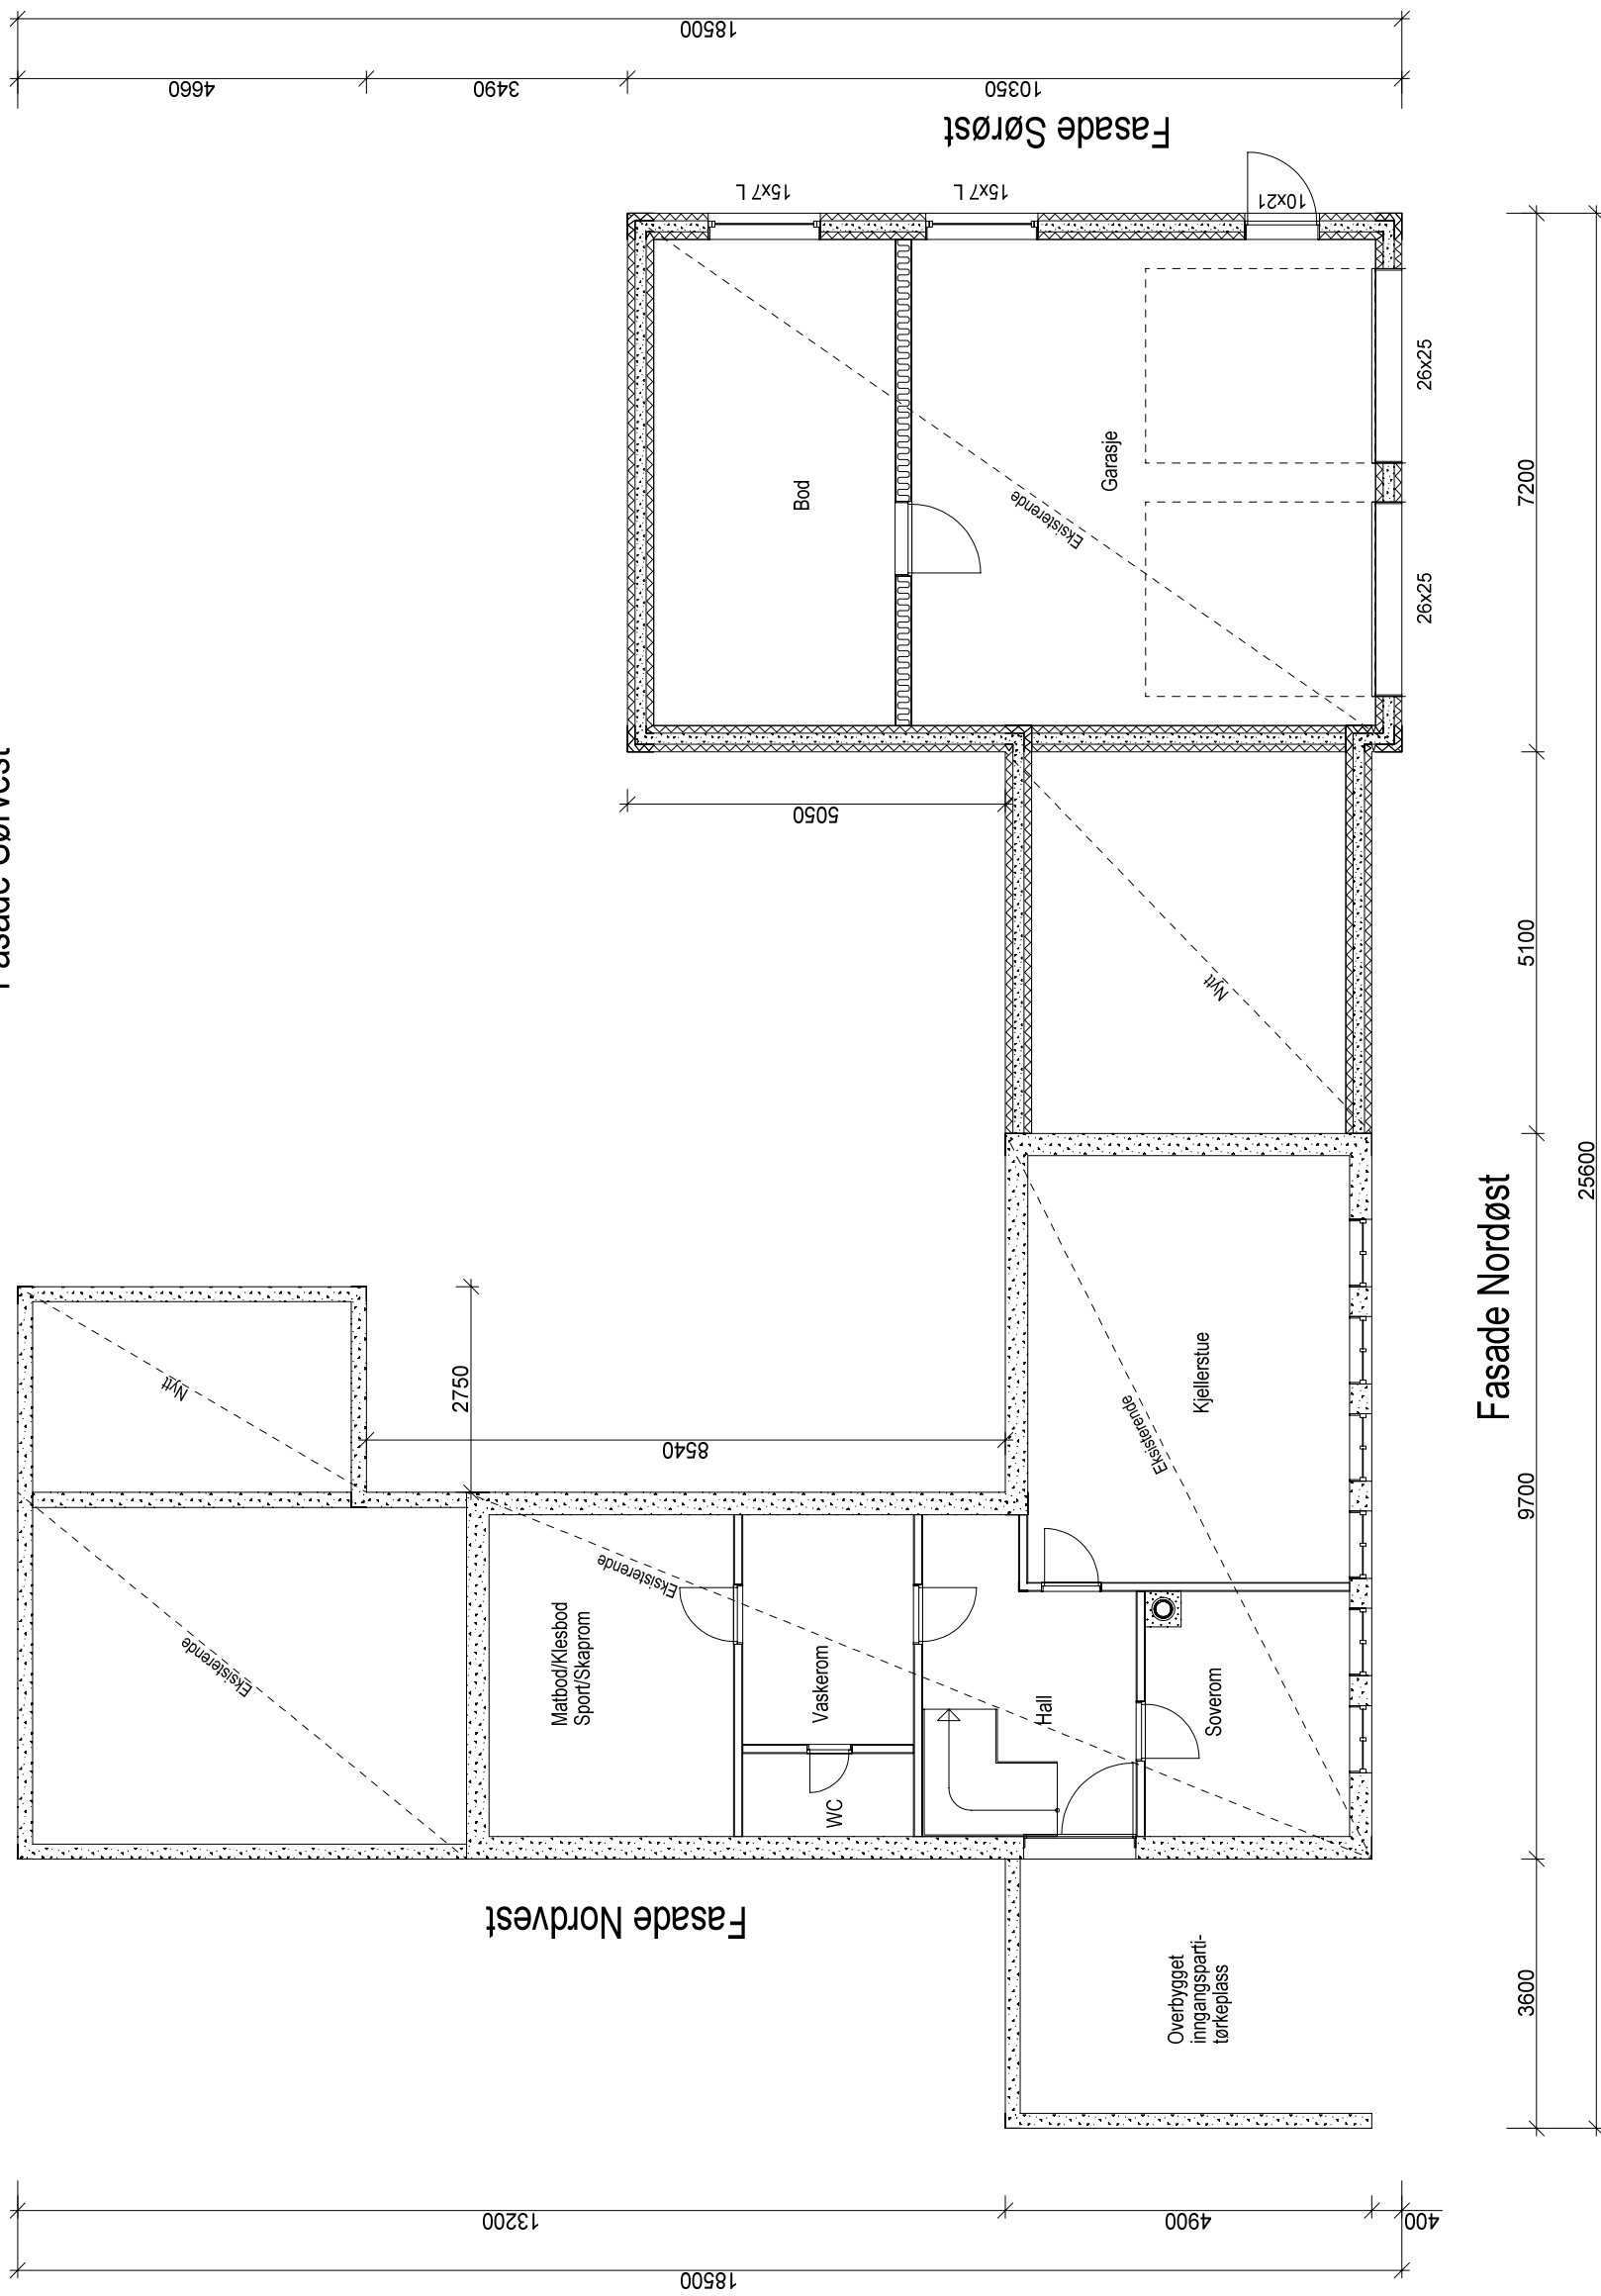 Fasade Sørvest
18500
4660
3490
10350
Fasade Sørøst
15x7 L
15x7 L
10x21
Bod
Garasje
Eksisterende
26x25
26x25
7200
5050
5100
Nytt
25600
Fasade Nordøst
Nytt
2750
8540
Kjellerstue
Eksisterende
9700
Eksisterende
Eksisterende
Matbod/Klesbod
Sport/Skaprom
Vaskerom
WC
Hall
Soverom
Fasade Nordvest
Overbygget
inngangsparti-
tørkeplass
3600
13200
4900
400
18500